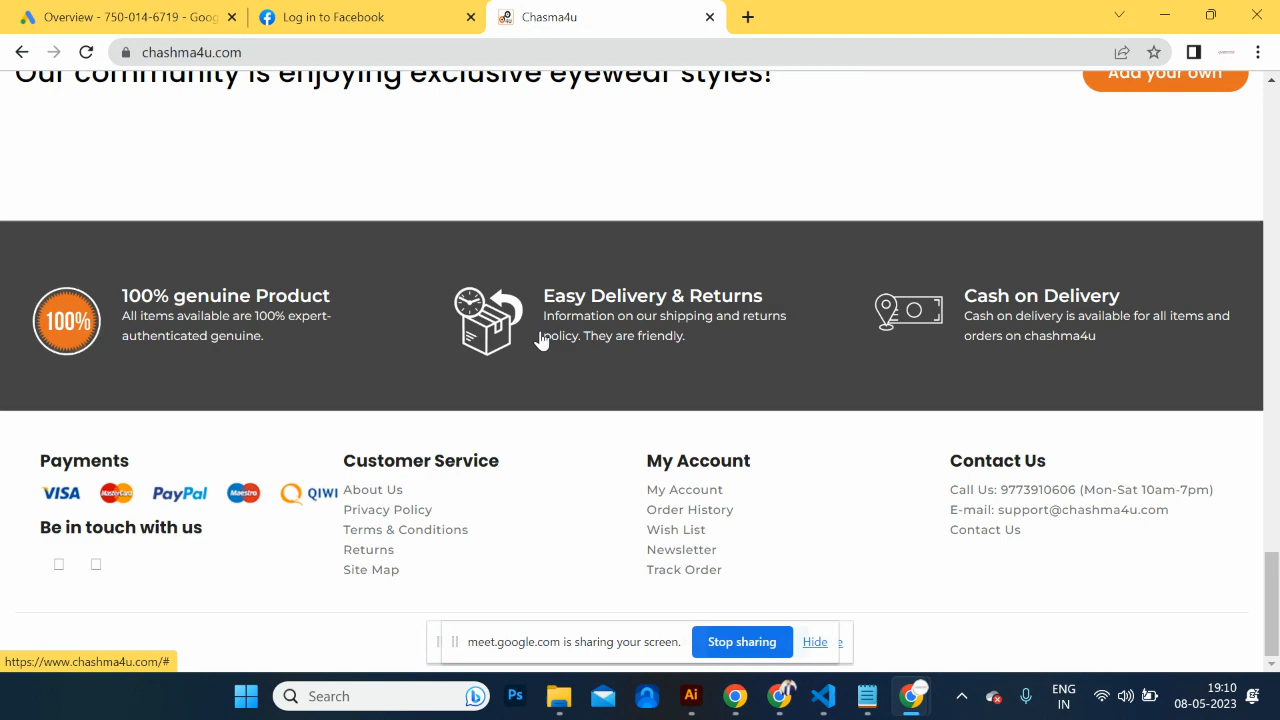 Overview - 750-014-6719 - Goog
Log in to Facebook
Chasma4u
chashma4u.com
Our community is enjoying exclusive eyewear styles!
Add your own
100%
100% genuine Product
All items available are 100% expert-
authenticated genuine.
Easy Delivery & Returns
Information on our shipping and returns
policy. They are friendly.
Cash on Delivery
Cash on delivery is available for all items and
orders on chashma4u
Payments
VISA MasterCard PayPal Maestro QIWI
Be in touch with us
Customer Service
About Us
Privacy Policy
Terms & Conditions
Returns
Site Map
My Account
My Account
Order History
Wish List
Newsletter
Track Order
Contact Us
Call Us: 9773910606 (Mon-Sat 10am-7pm)
E-mail: support@chashma4u.com
Contact Us
meet.google.com is sharing your screen.
Stop sharing
Hide
e
https://www.chashma4u.com/#
Search
Ps
Ai
ENG
IN
19:10
08-05-2023